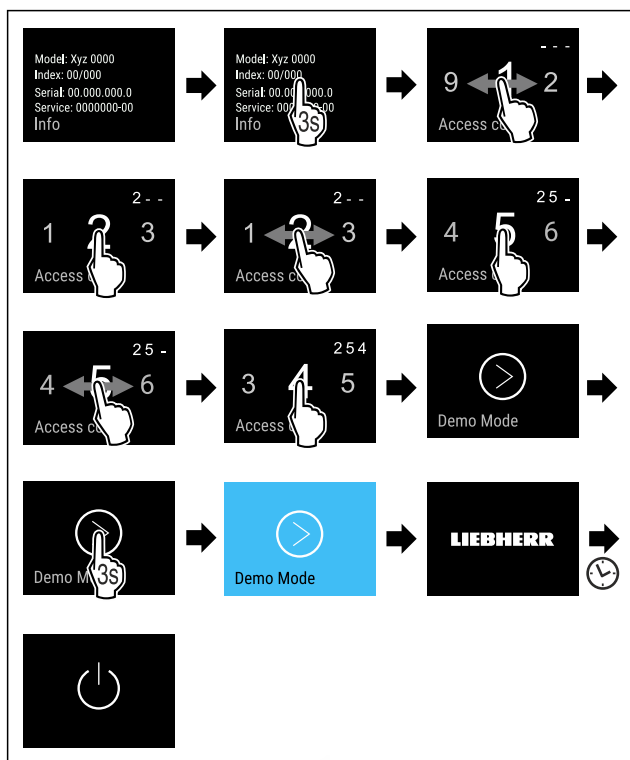 Model: Xyz 0000
Index: 00/000
Serial: 00.000.000.0
Service: 0000000-00
Info
Model: Xyz 0000
Index: 00/000
Serial: 00.0 000.0
Service: 000 000-00
Info
3s
- - -
9 1 2
Access c
2 - -
1 2 3
Access
2 - -
1 2 3
Access c
2 5 -
4 5 6
Access c
2 5 -
4 5 6
Access c
2 5 4
3 4 5
Access
Demo Mode
Demo M
3s
Demo Mode
LIEBHERR